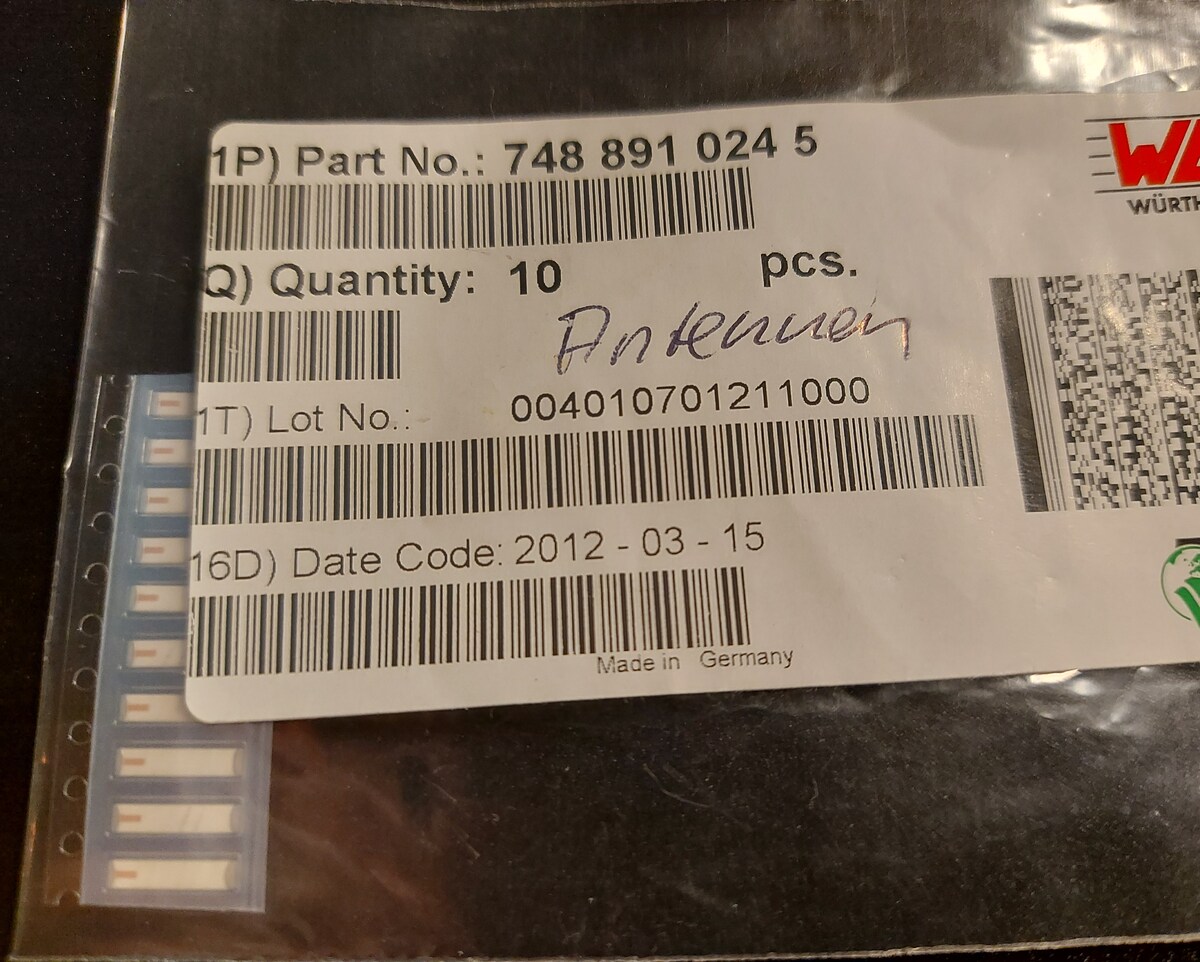 1P) Part No.: 748 891 024 5
WE
WÜRTH
Q) Quantity: 10 pcs.
Antennen
1T) Lot No.: 004010701211000
16D) Date Code: 2012 - 03 - 15
Made in Germany